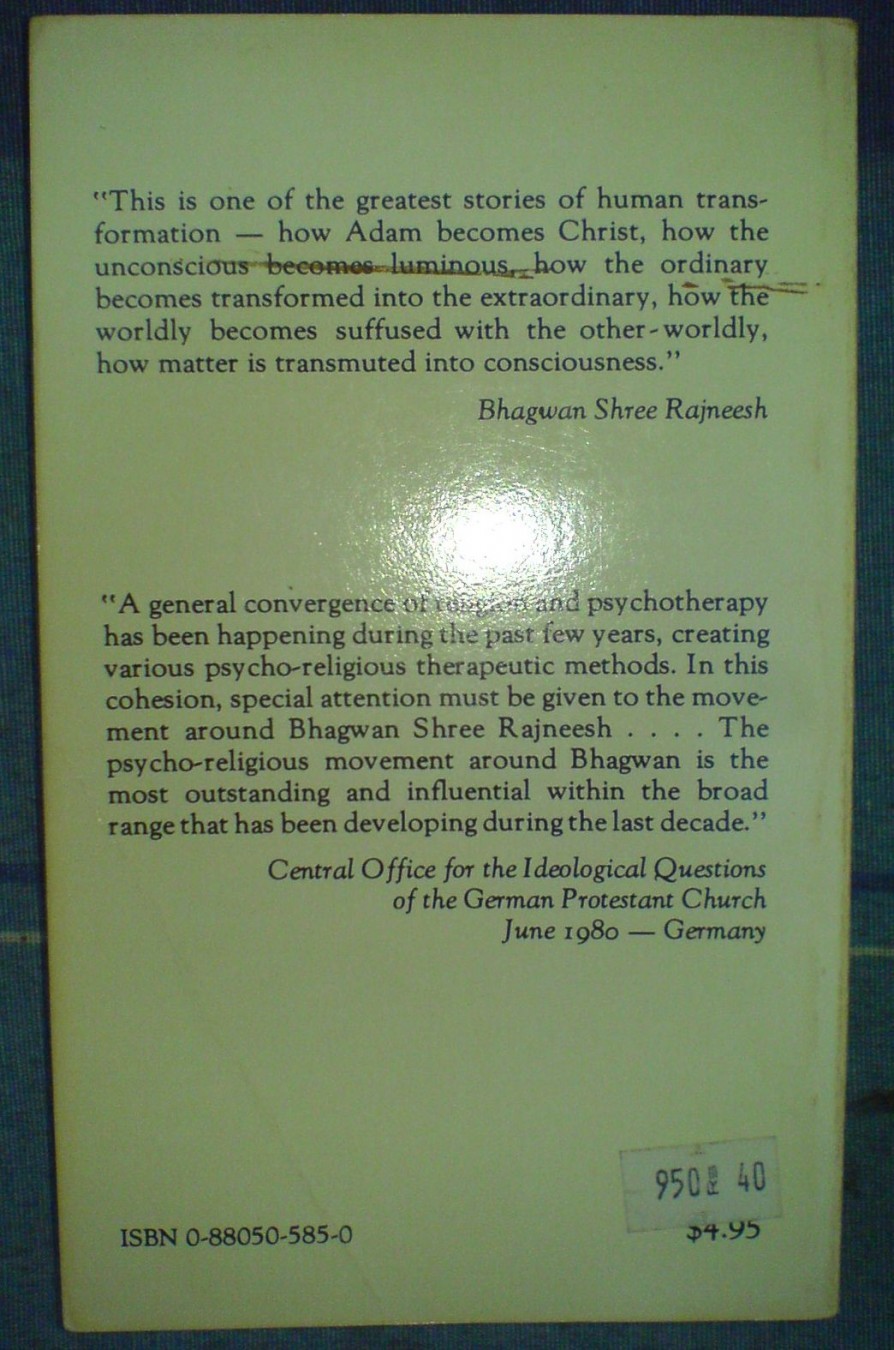 “This is one of the greatest stories of human trans-
formation — how Adam becomes Christ, how the
unconscious becomes luminous, how the ordinary
becomes transformed into the extraordinary, how the
worldly becomes suffused with the other-worldly,
how matter is transmuted into consciousness.”
Bhagwan Shree Rajneesh
“A general convergence of religion and psychotherapy
has been happening during the past few years, creating
various psycho-religious therapeutic methods. In this
cohesion, special attention must be given to the move-
ment around Bhagwan Shree Rajneesh . . . . The
psycho-religious movement around Bhagwan is the
most outstanding and influential within the broad
range that has been developing during the last decade.”
Central Office for the Ideological Questions
of the German Protestant Church
June 1980 — Germany
950 40
ISBN 0-88050-585-0
$4.95